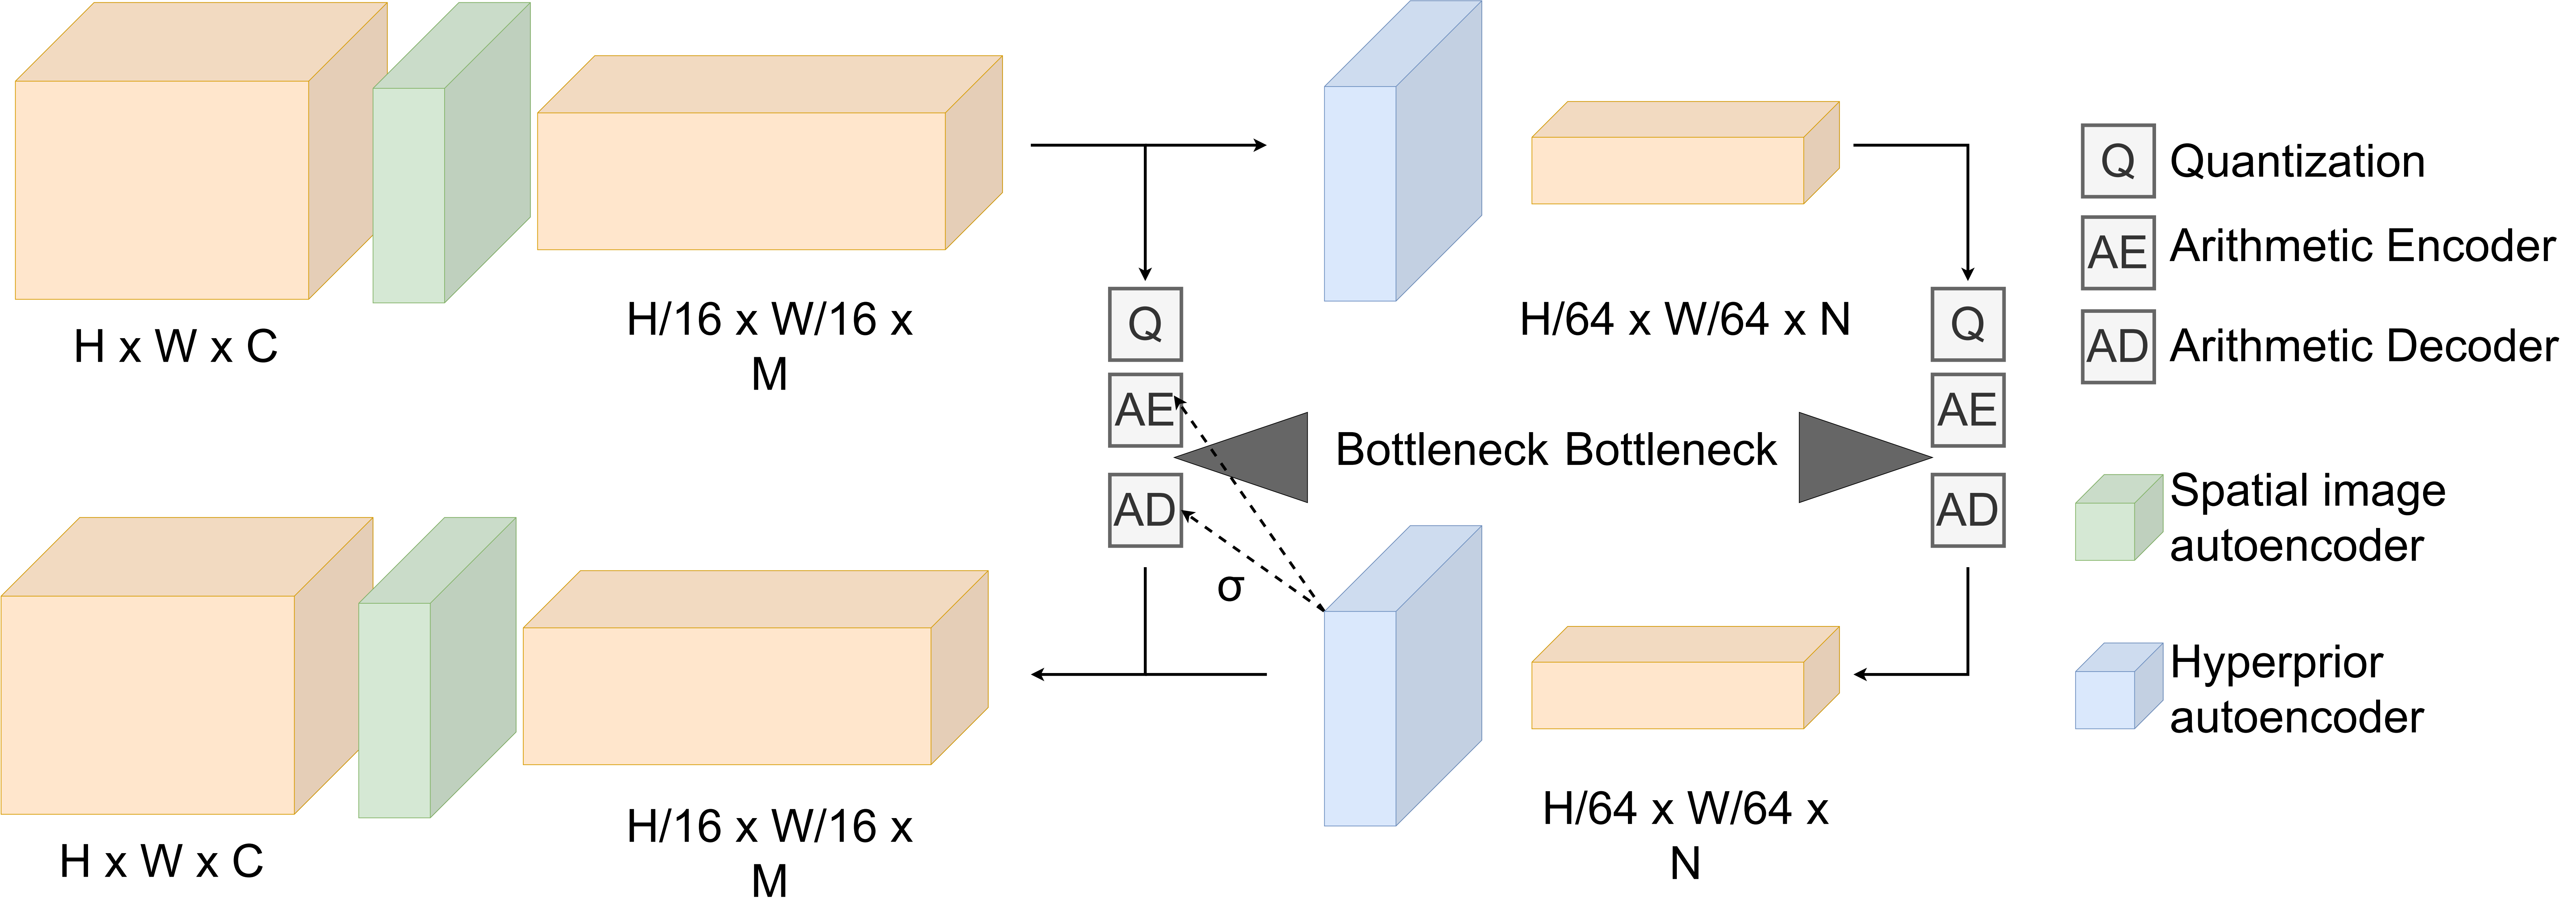 H x W x C
H/16 x W/16 x
M
H/64 x W/64 x N
Q
AE
AD
Bottleneck Bottleneck
Q
AE
AD
σ
H x W x C
H/16 x W/16 x
M
H/64 x W/64 x
N
Q Quantization
AE Arithmetic Encoder
AD Arithmetic Decoder
Spatial image
autoencoder
Hyperprior
autoencoder